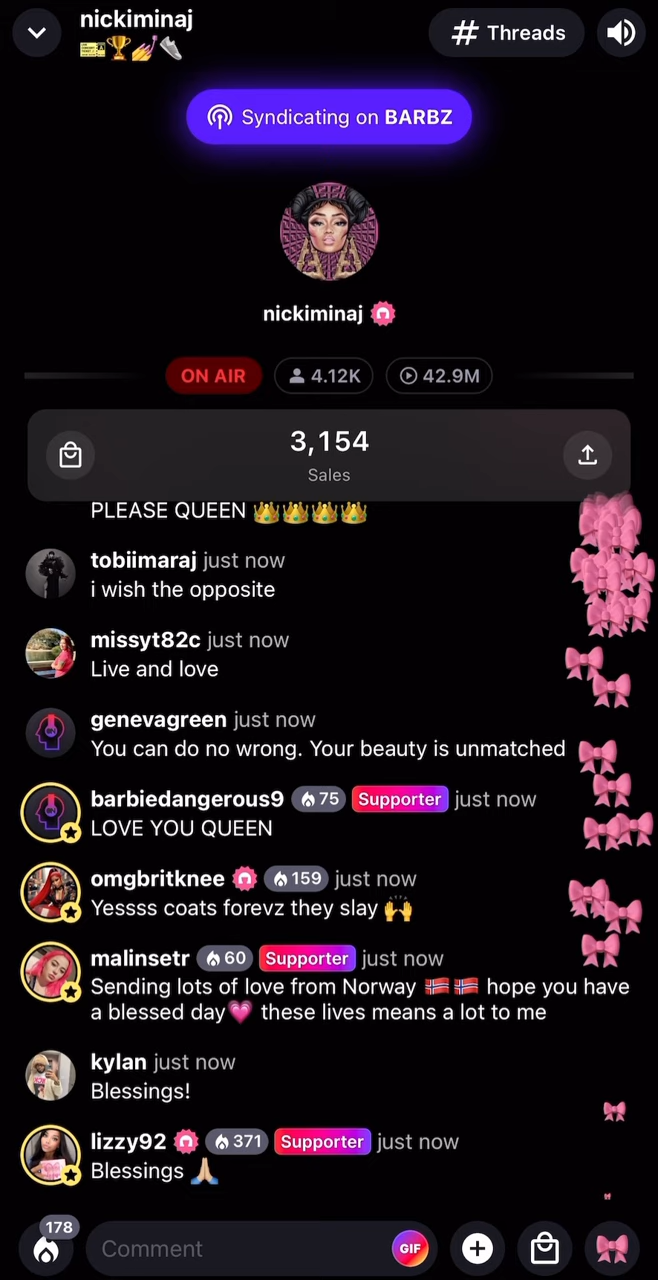 nickiminaj
🎫🏆💅👟
# Threads
Syndicating on BARBZ
nickiminaj
ON AIR
4.12K
42.9M
3,154
Sales
PLEASE QUEEN 👑👑👑👑
tobiimaraj just now
i wish the opposite
missyt82c just now
Live and love
genevagreen just now
You can do no wrong. Your beauty is unmatched
barbiedangerous9 75 Supporter just now
LOVE YOU QUEEN
omgbritknee 159 just now
Yessss coats forevz they slay 🙌
malinsetr 60 Supporter just now
Sending lots of love from Norway 🇳🇴🇳🇴 hope you have
a blessed day💗 these lives means a lot to me
kylan just now
Blessings!
lizzy92 371 Supporter just now
Blessings 🙏🏼
178
Comment
GIF